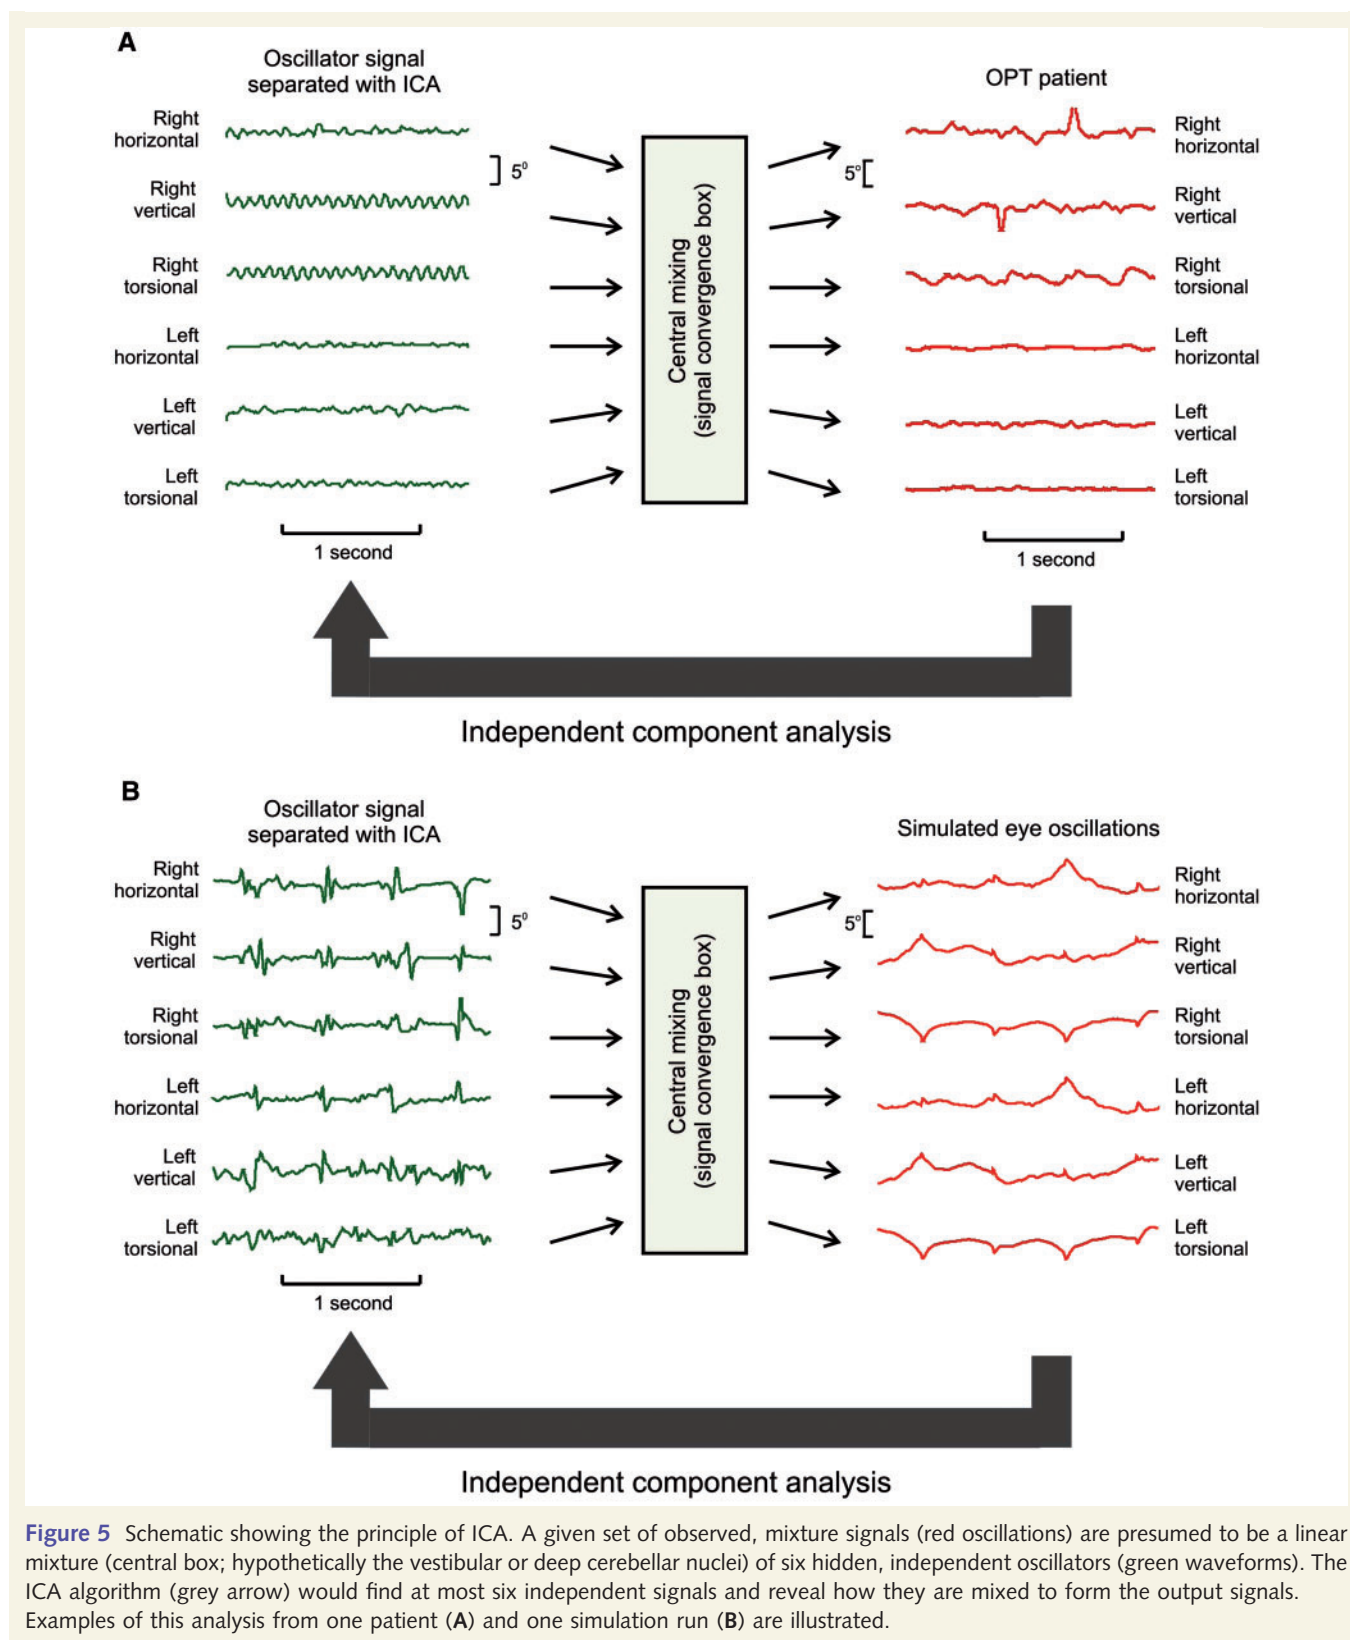 A
Oscillator signal
separated with ICA
OPT patient
Right
horizontal
Right
vertical
Right
torsional
Left
horizontal
Left
vertical
Left
torsional
5°
1 second
Central mixing
(signal convergence box)
5°
Right
horizontal
Right
vertical
Right
torsional
Left
horizontal
Left
vertical
Left
torsional
1 second
Independent component analysis
B
Oscillator signal
separated with ICA
Simulated eye oscillations
Right
horizontal
Right
vertical
Right
torsional
Left
horizontal
Left
vertical
Left
torsional
5°
1 second
Central mixing
(signal convergence box)
5°
Right
horizontal
Right
vertical
Right
torsional
Left
horizontal
Left
vertical
Left
torsional
Independent component analysis
Figure 5 Schematic showing the principle of ICA. A given set of observed, mixture signals (red oscillations) are presumed to be a linear
mixture (central box; hypothetically the vestibular or deep cerebellar nuclei) of six hidden, independent oscillators (green waveforms). The
ICA algorithm (grey arrow) would find at most six independent signals and reveal how they are mixed to form the output signals.
Examples of this analysis from one patient (A) and one simulation run (B) are illustrated.